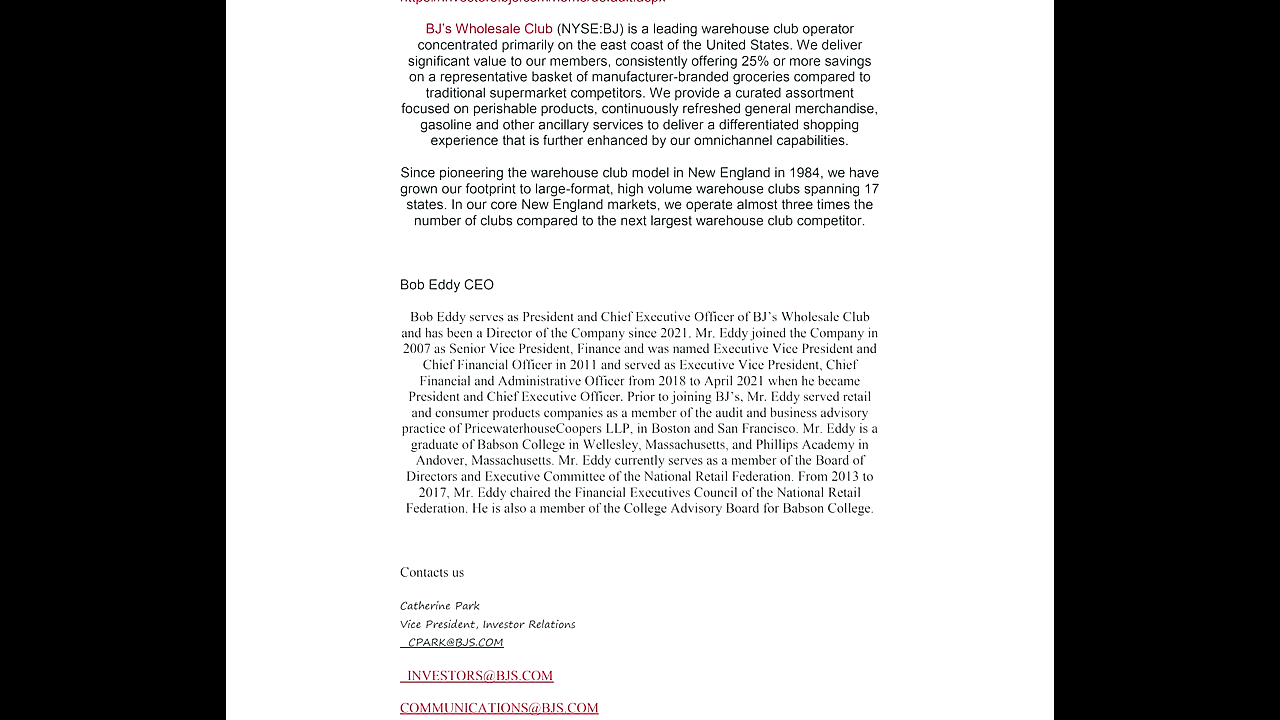 BJ's Wholesale Club (NYSE:BJ) is a leading warehouse club operator
concentrated primarily on the east coast of the United States. We deliver
significant value to our members, consistently offering 25% or more savings
on a representative basket of manufacturer-branded groceries compared to
traditional supermarket competitors. We provide a curated assortment
focused on perishable products, continuously refreshed general merchandise,
gasoline and other ancillary services to deliver a differentiated shopping
experience that is further enhanced by our omnichannel capabilities.
Since pioneering the warehouse club model in New England in 1984, we have
grown our footprint to large-format, high volume warehouse clubs spanning 17
states. In our core New England markets, we operate almost three times the
number of clubs compared to the next largest warehouse club competitor.
Bob Eddy CEO
Bob Eddy serves as President and Chief Executive Officer of BJ's Wholesale Club
and has been a Director of the Company since 2021. Mr. Eddy joined the Company in
2007 as Senior Vice President, Finance and was named Executive Vice President and
Chief Financial Officer in 2011 and served as Executive Vice President, Chief
Financial and Administrative Officer from 2018 to April 2021 when he became
President and Chief Executive Officer. Prior to joining BJ's, Mr. Eddy served retail
and consumer products companies as a member of the audit and business advisory
practice of PricewaterhouseCoopers LLP, in Boston and San Francisco. Mr. Eddy is a
graduate of Babson College in Wellesley, Massachusetts, and Phillips Academy in
Andover, Massachusetts. Mr. Eddy currently serves as a member of the Board of
Directors and Executive Committee of the National Retail Federation. From 2013 to
2017, Mr. Eddy chaired the Financial Executives Council of the National Retail
Federation. He is also a member of the College Advisory Board for Babson College.
Contacts us
Catherine Park
Vice President, Investor Relations
CPARK@BJS.COM
INVESTORS@BJS.COM
COMMUNICATIONS@BJS.COM